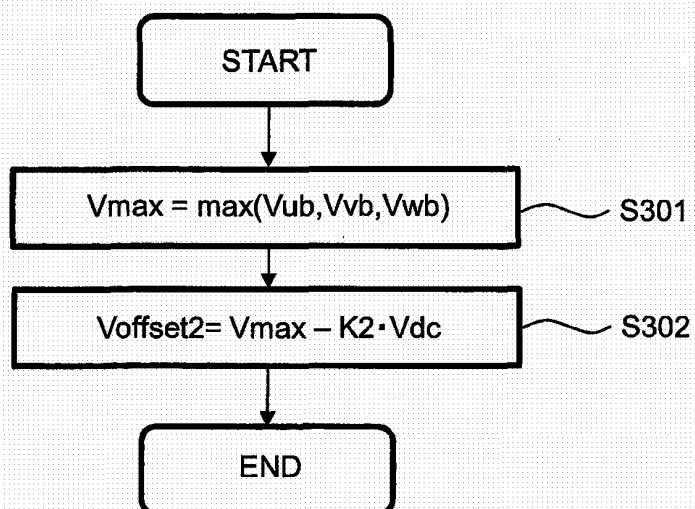 START
Vmax = max(Vub,Vvb,Vwb)
S301
Voffset2= Vmax – K2·Vdc
S302
END